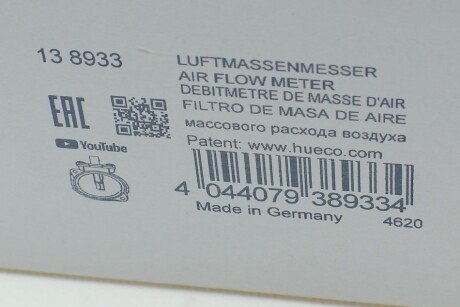 13 8933
LUFTMASSENMESSER
AIR FLOW METER
DEBITMETRE DE MASSE D'AIR
FILTRO DE MASA DE AIRE
массового расхода воздуха
Patent: www.hueco.com
EAC
YouTube
4 044079 389334
Made in Germany
4620